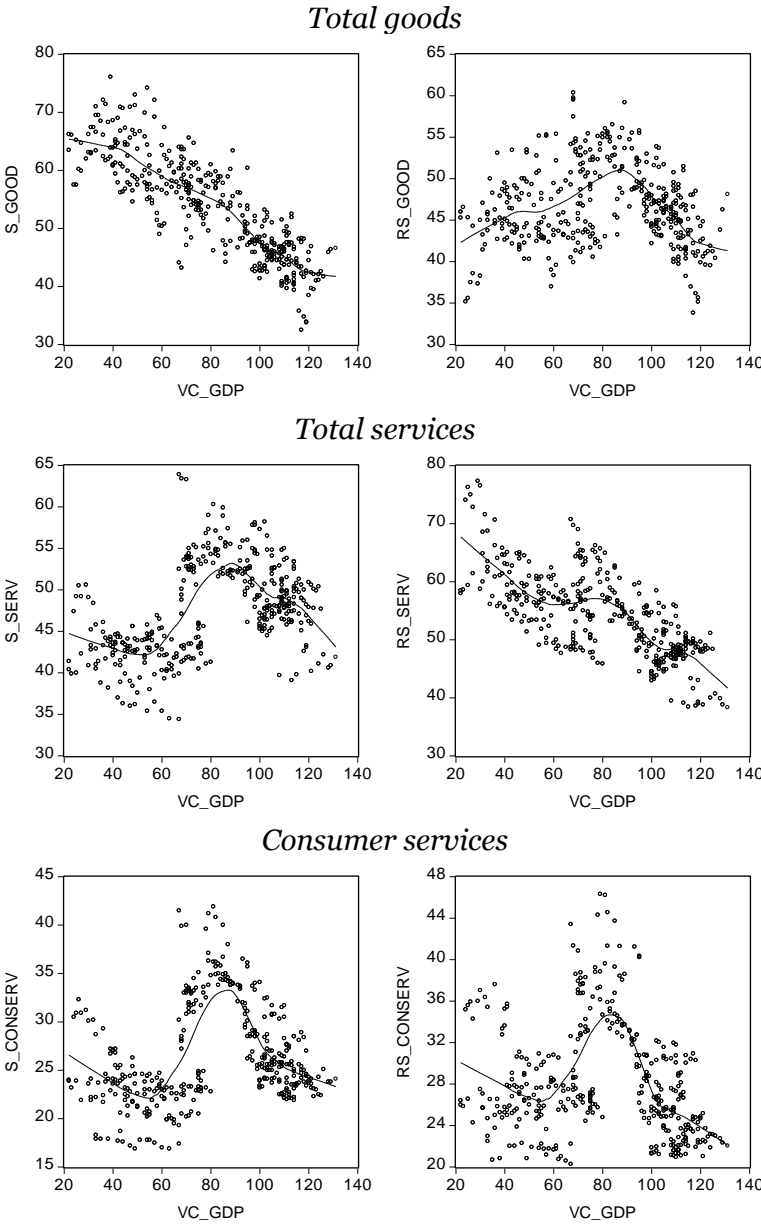 Total goods
80
70
60
50
40
30
S_GOOD
20 40 60 80 100 120 140
VC_GDP
65
60
55
50
45
40
35
30
RS_GOOD
20 40 60 80 100 120 140
VC_GDP
Total services
65
60
55
50
45
40
35
30
S_SERV
20 40 60 80 100 120 140
VC_GDP
80
70
60
50
40
30
RS_SERV
20 40 60 80 100 120 140
VC_GDP
Consumer services
45
40
35
30
25
20
15
S_CONSERV
20 40 60 80 100 120 140
VC_GDP
48
44
40
36
32
28
24
20
RS_CONSERV
20 40 60 80 100 120 140
VC_GDP